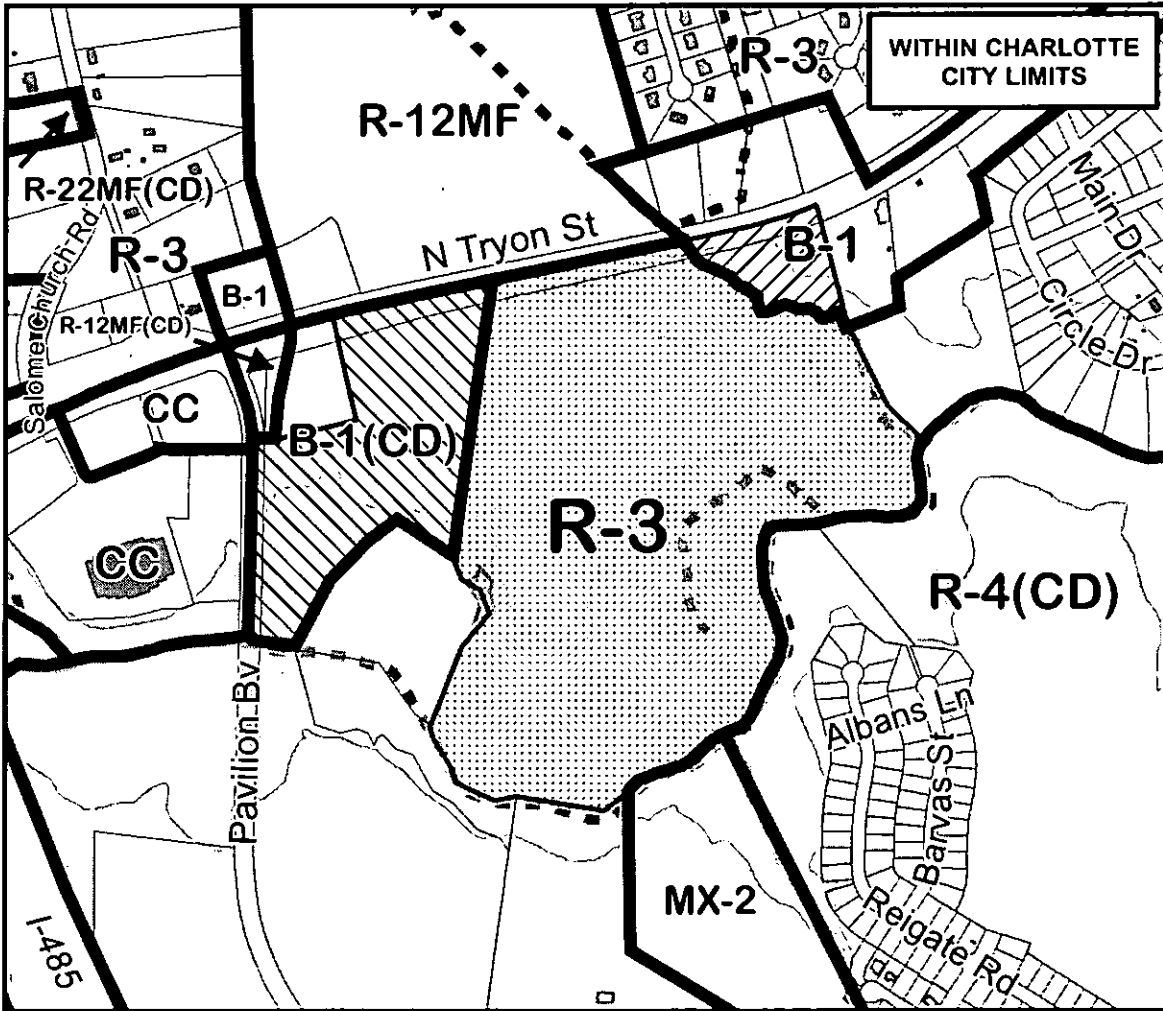 WITHIN CHARLOTTE
CITY LIMITS
R-3
R-12MF
R-22MF(CD)
Salome Church Rd
R-3
B-1
R-12MF(CD)
N Tryon St
B-1
Main Dr
Circle Dr
CC
B-1(CD)
R-3
CC
R-4(CD)
Pavilion Bv
Albans Ln
Barvas St
MX-2
Reigate Rd
I-485